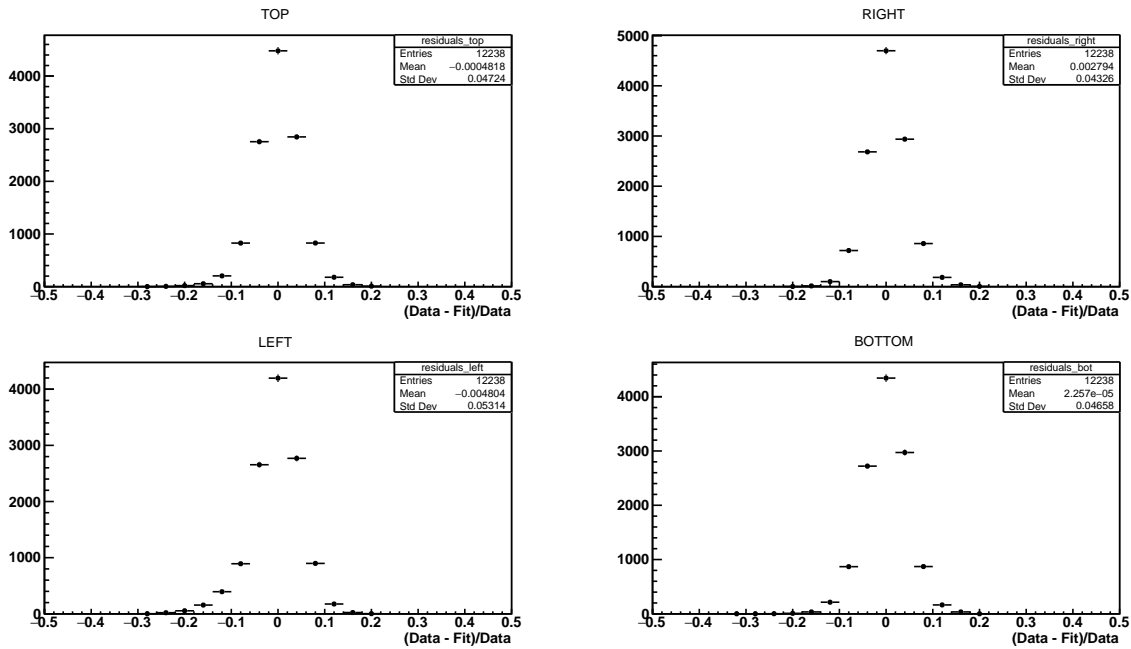 TOP
residuals_top
Entries 12238
Mean −0.0004818
Std Dev 0.04724
4000
3000
2000
1000
0
−0.5 −0.4 −0.3 −0.2 −0.1 0 0.1 0.2 0.3 0.4 0.5
(Data - Fit)/Data
RIGHT
residuals_right
Entries 12238
Mean 0.002794
Std Dev 0.04326
5000
4000
3000
2000
1000
0
−0.5 −0.4 −0.3 −0.2 −0.1 0 0.1 0.2 0.3 0.4 0.5
(Data - Fit)/Data
LEFT
residuals_left
Entries 12238
Mean −0.004804
Std Dev 0.05314
4000
3000
2000
1000
0
−0.5 −0.4 −0.3 −0.2 −0.1 0 0.1 0.2 0.3 0.4 0.5
(Data - Fit)/Data
BOTTOM
residuals_bot
Entries 12238
Mean 2.257e−05
Std Dev 0.04658
4000
3000
2000
1000
0
−0.5 −0.4 −0.3 −0.2 −0.1 0 0.1 0.2 0.3 0.4 0.5
(Data - Fit)/Data